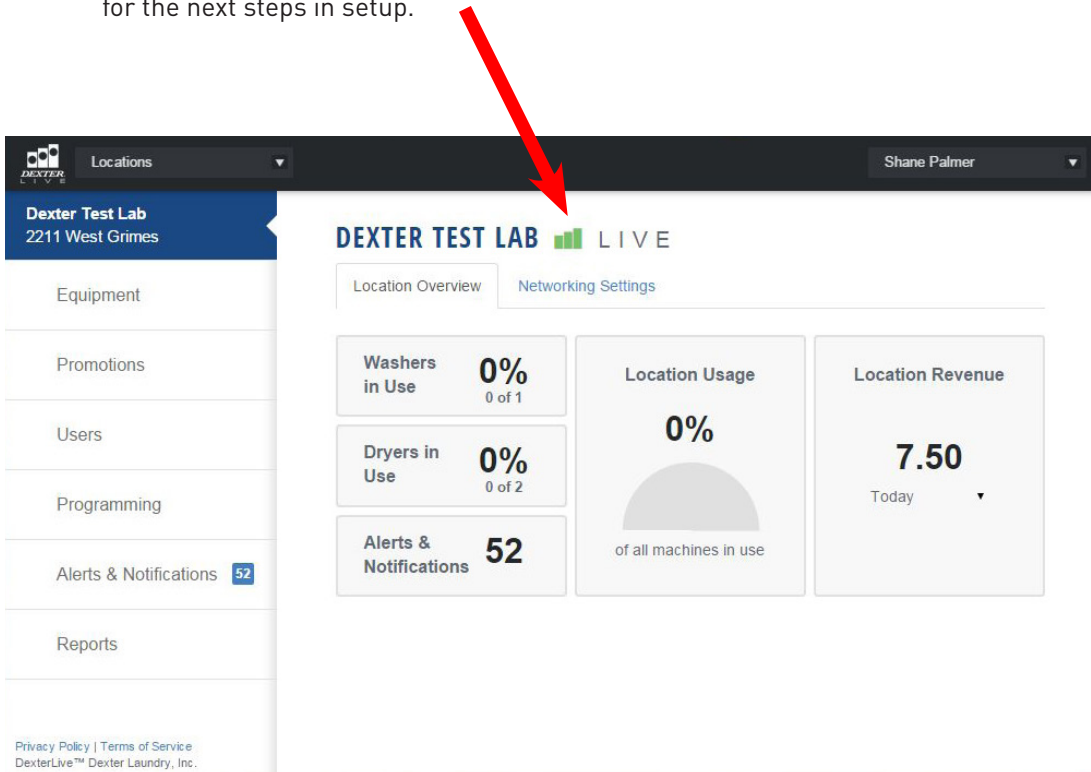 for the next steps in setup.
DEXTER
LIVE
Locations
Shane Palmer
Dexter Test Lab
2211 West Grimes
DEXTER TEST LAB LIVE
Location Overview
Networking Settings
Equipment
Promotions
Users
Programming
Alerts & Notifications 52
Reports
Washers
in Use
0%
0 of 1
Dryers in
Use
0%
0 of 2
Alerts &
Notifications
52
Location Usage
0%
of all machines in use
Location Revenue
7.50
Today
Privacy Policy | Terms of Service
DexterLive™ Dexter Laundry, Inc.